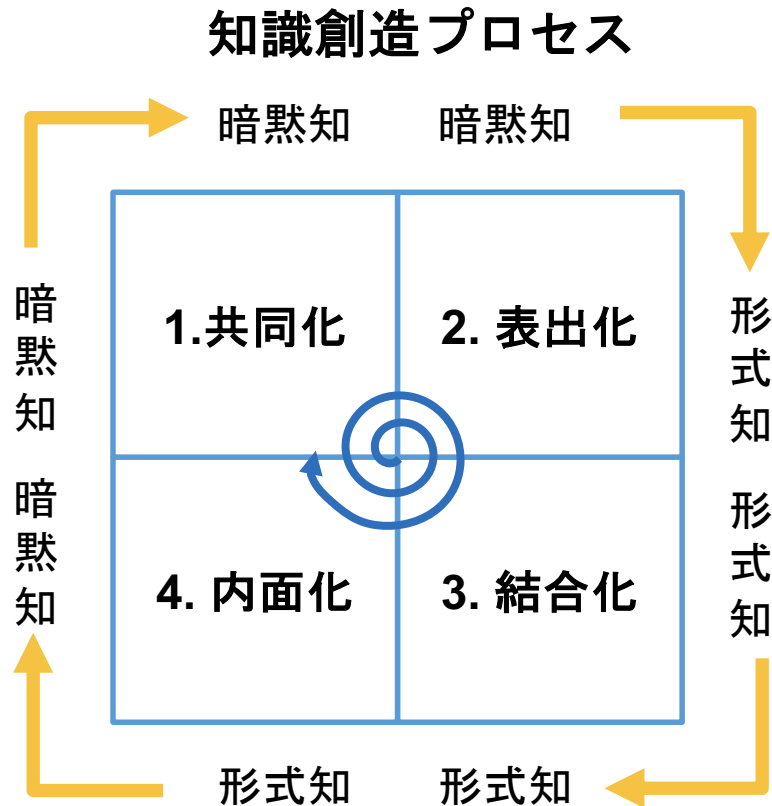 知識創造プロセス
暗黙知 暗黙知
暗黙知
1.共同化
2. 表出化
形式知
暗黙知
4. 内面化
3. 結合化
形式知
形式知 形式知